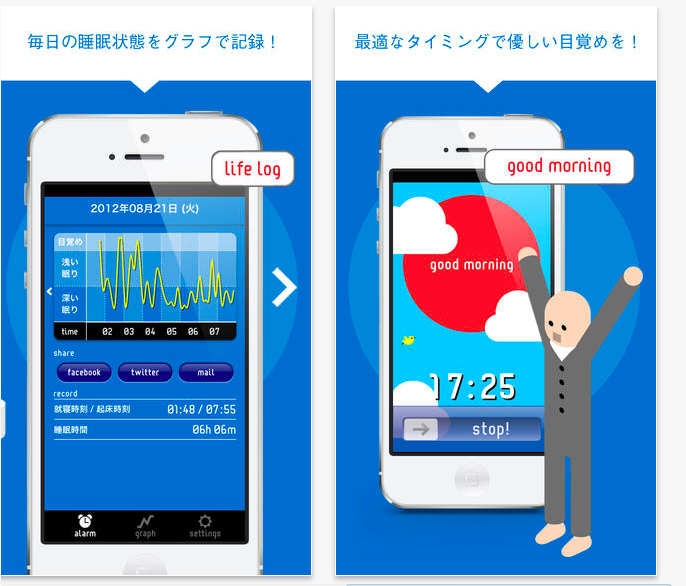 毎日の睡眠状態をグラフで記録！
life log
2012年08月21日 (火)
目覚め
浅い
眠り
深い
眠り
time 02 03 04 05 06 07
share
facebook twitter mail
record
就寝時刻 / 起床時刻 01:48 / 07:55
睡眠時間 06h 06m
alarm graph settings
最適なタイミングで優しい目覚めを！
good morning
good morning
17:25
stop!